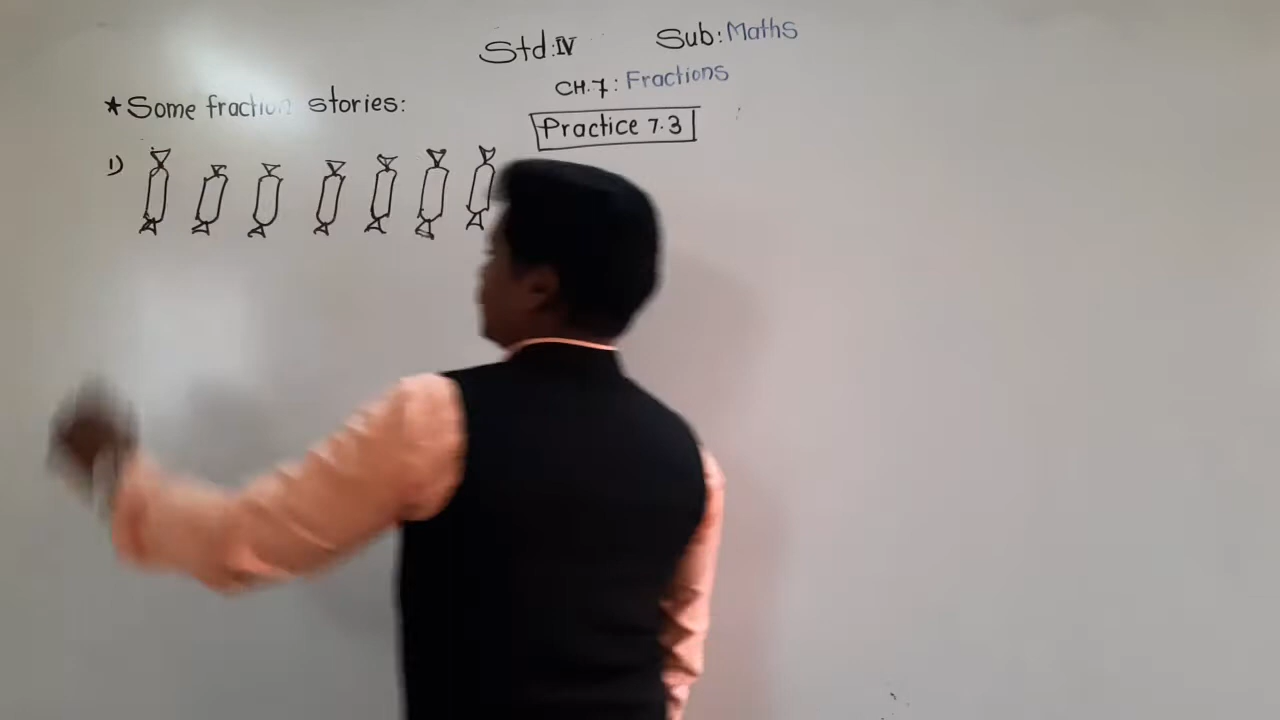 Std:IV Sub: Maths
CH.7: Fractions
* Some fraction stories:
Practice 7.3
1)